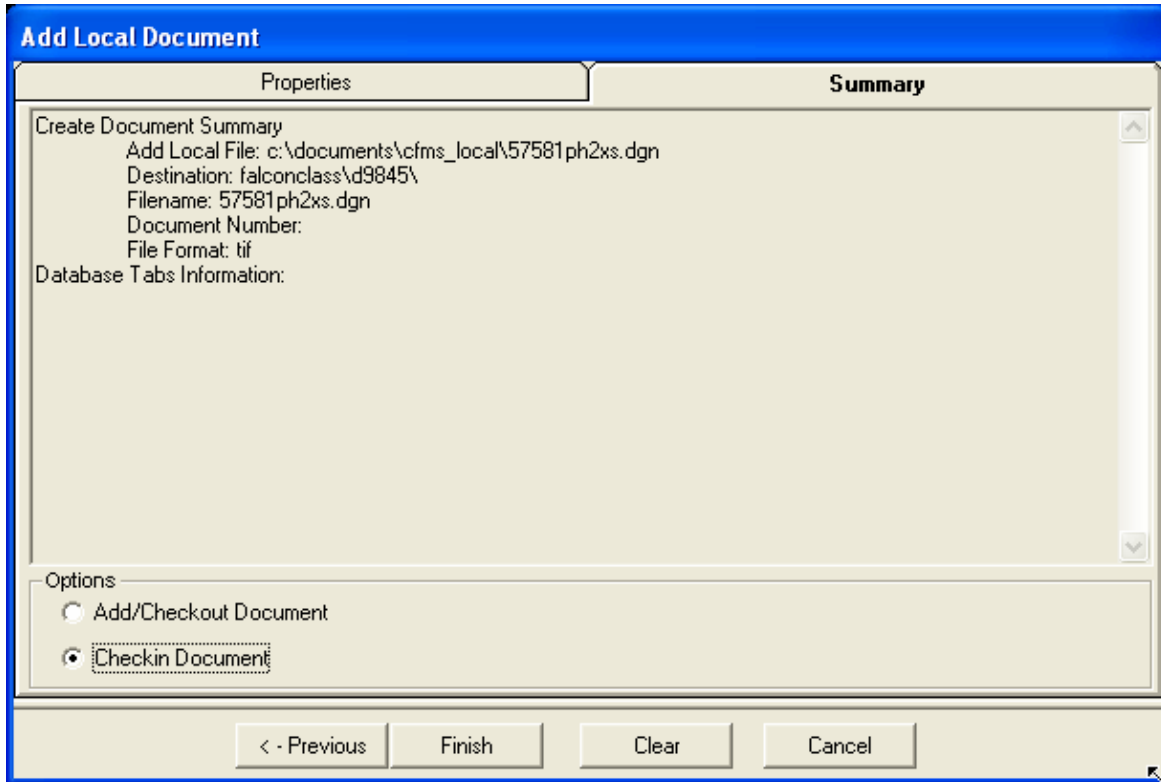 Add Local Document
Properties
Summary
Create Document Summary
Add Local File: c:\documents\cfms_local\57581ph2xs.dgn
Destination: falconclass\d9845\
Filename: 57581ph2xs.dgn
Document Number:
File Format: tif
Database Tabs Information:
Options
Add/Checkout Document
Checkin Document
< - Previous
Finish
Clear
Cancel